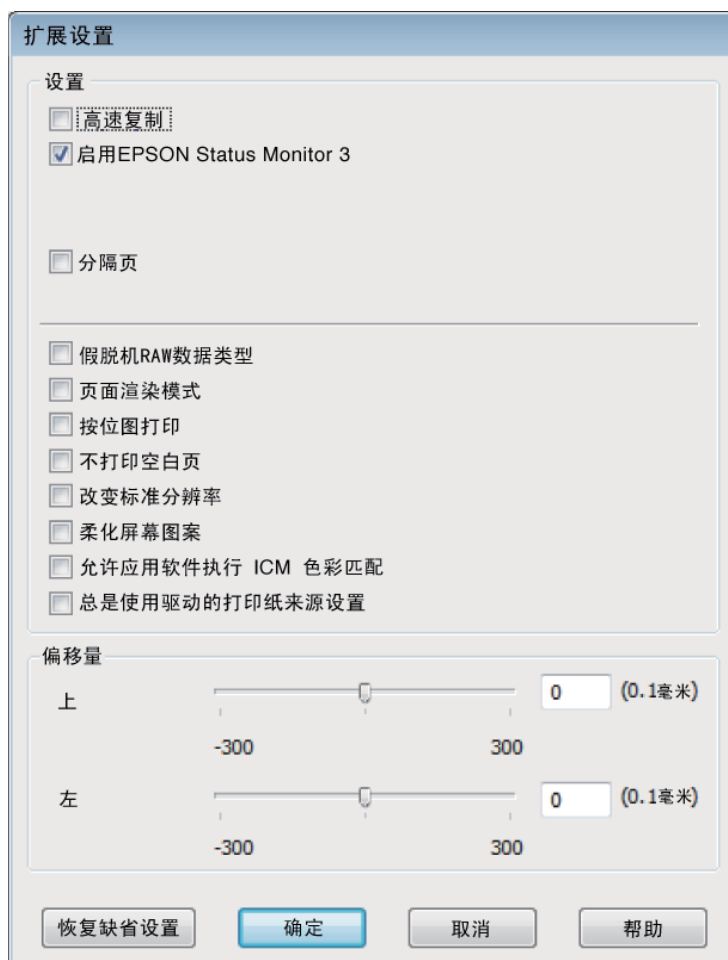 扩展设置
设置
高速复制
启用EPSON Status Monitor 3
分隔页
假脱机RAW数据类型
页面渲染模式
按位图打印
不打印空白页
改变标准分辨率
柔化屏幕图案
允许应用软件执行 ICM 色彩匹配
总是使用驱动的打印纸来源设置
偏移量
上 0 (0.1毫米)
-300 300
左 0 (0.1毫米)
-300 300
恢复缺省设置 确定 取消 帮助